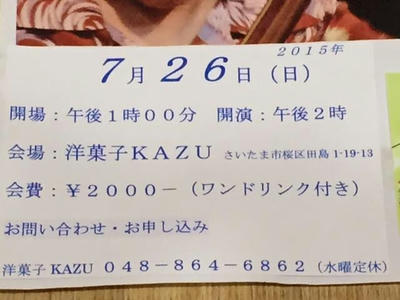 2015年
7月26日（日）
開場：午後1時00分　開演：午後2時
会場：洋菓子KAZU　さいたま市桜区田島1-19-13
会費：￥2000－（ワンドリンク付き）
お問い合わせ・お申し込み
洋菓子KAZU　048-864-6862（水曜定休）